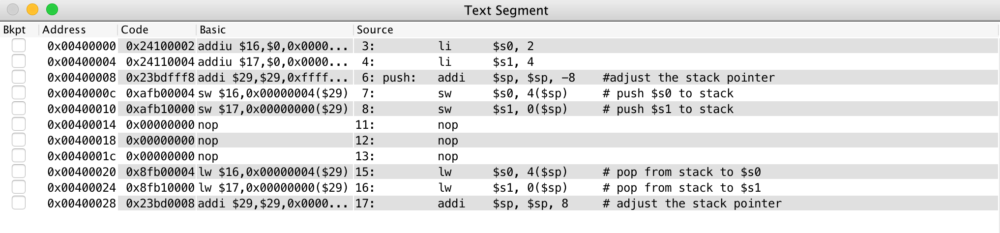 Text Segment
Bkpt Address Code Basic Source
0x00400000 0x24100002 addiu $16,$0,0x0000... 3: li $s0, 2
0x00400004 0x24110004 addiu $17,$0,0x0000... 4: li $s1, 4
0x00400008 0x23bdfff8 addi $29,$29,0xffff... 6: push: addi $sp, $sp, -8 #adjust the stack pointer
0x0040000c 0xafb00004 sw $16,0x00000004($29) 7: sw $s0, 4($sp) # push $s0 to stack
0x00400010 0xafb10000 sw $17,0x00000000($29) 8: sw $s1, 0($sp) # push $s1 to stack
0x00400014 0x00000000 nop 11: nop
0x00400018 0x00000000 nop 12: nop
0x0040001c 0x00000000 nop 13: nop
0x00400020 0x8fb00004 lw $16,0x00000004($29) 15: lw $s0, 4($sp) # pop from stack to $s0
0x00400024 0x8fb10000 lw $17,0x00000000($29) 16: lw $s1, 0($sp) # pop from stack to $s1
0x00400028 0x23bd0008 addi $29,$29,0x0000... 17: addi $sp, $sp, 8 # adjust the stack pointer